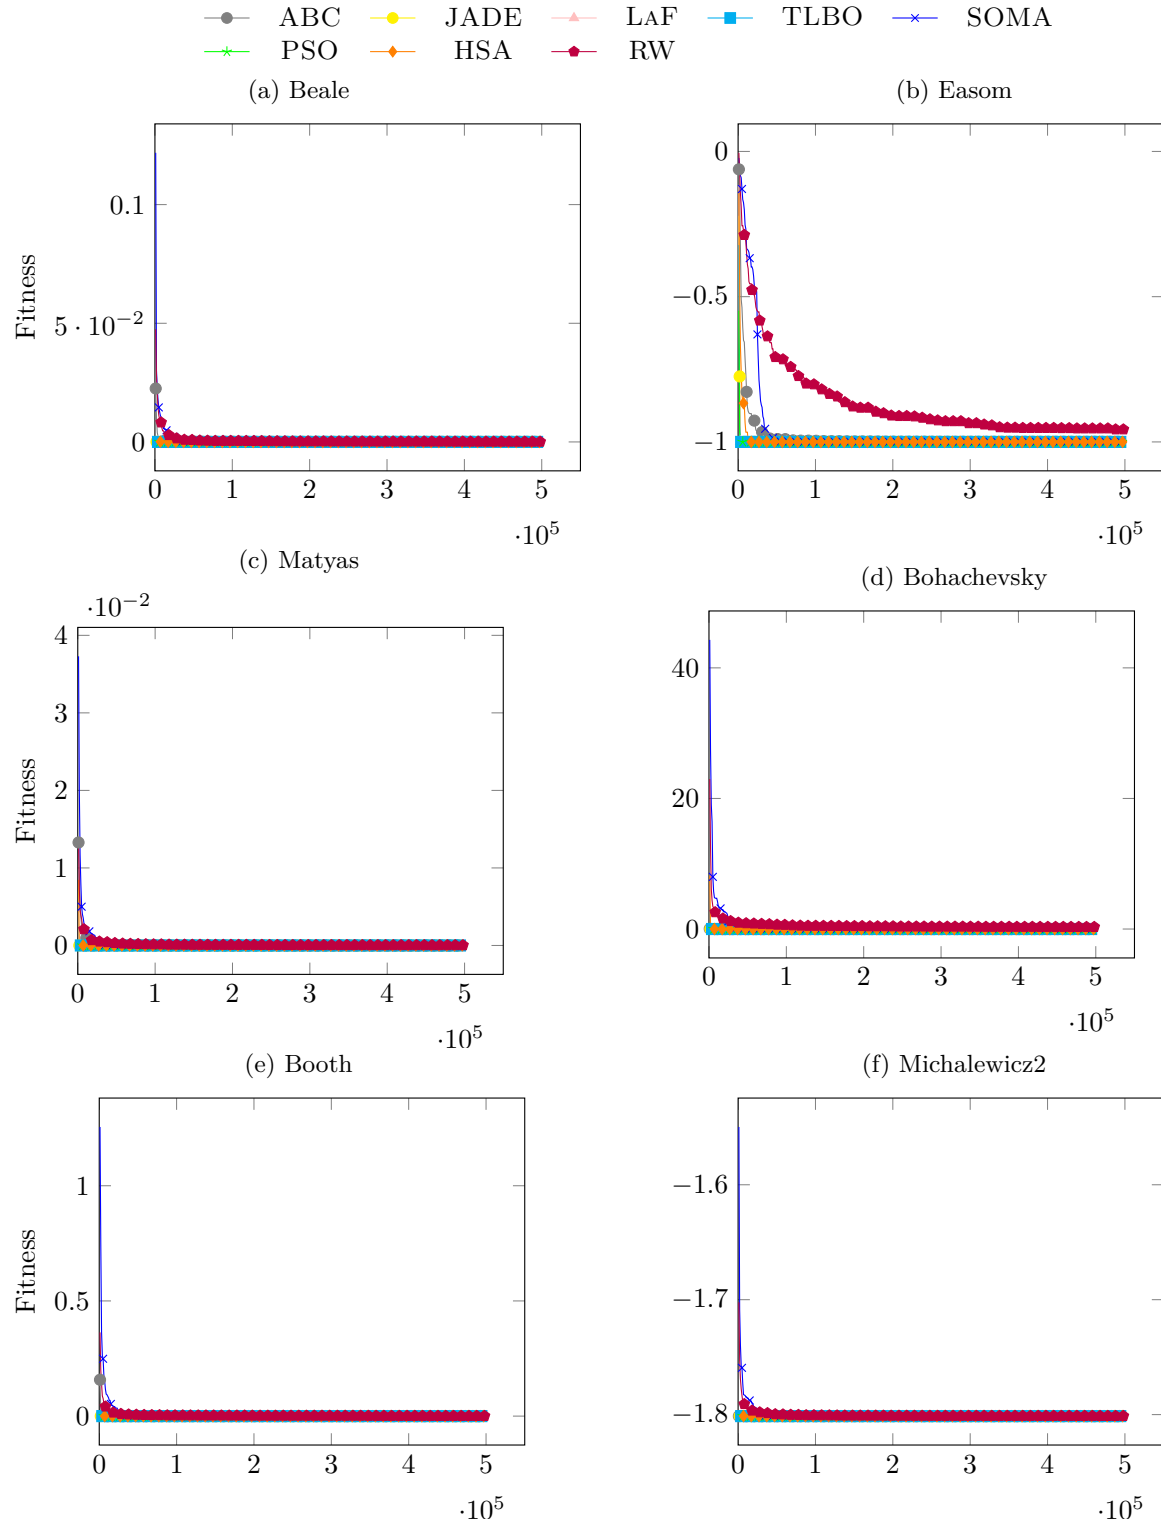 ABC JADE LAF TLBO SOMA
PSO HSA RW
(a) Beale
(b) Easom
0.1
5 · 10⁻²
0
Fitness
0 1 2 3 4 5
·10⁵
0
−0.5
−1
0 1 2 3 4 5
·10⁵
(c) Matyas
(d) Bohachevsky
·10⁻²
4
3
2
1
0
Fitness
0 1 2 3 4 5
·10⁵
40
20
0
0 1 2 3 4 5
·10⁵
(e) Booth
(f) Michalewicz2
1
0.5
0
Fitness
0 1 2 3 4 5
·10⁵
−1.6
−1.7
−1.8
0 1 2 3 4 5
·10⁵